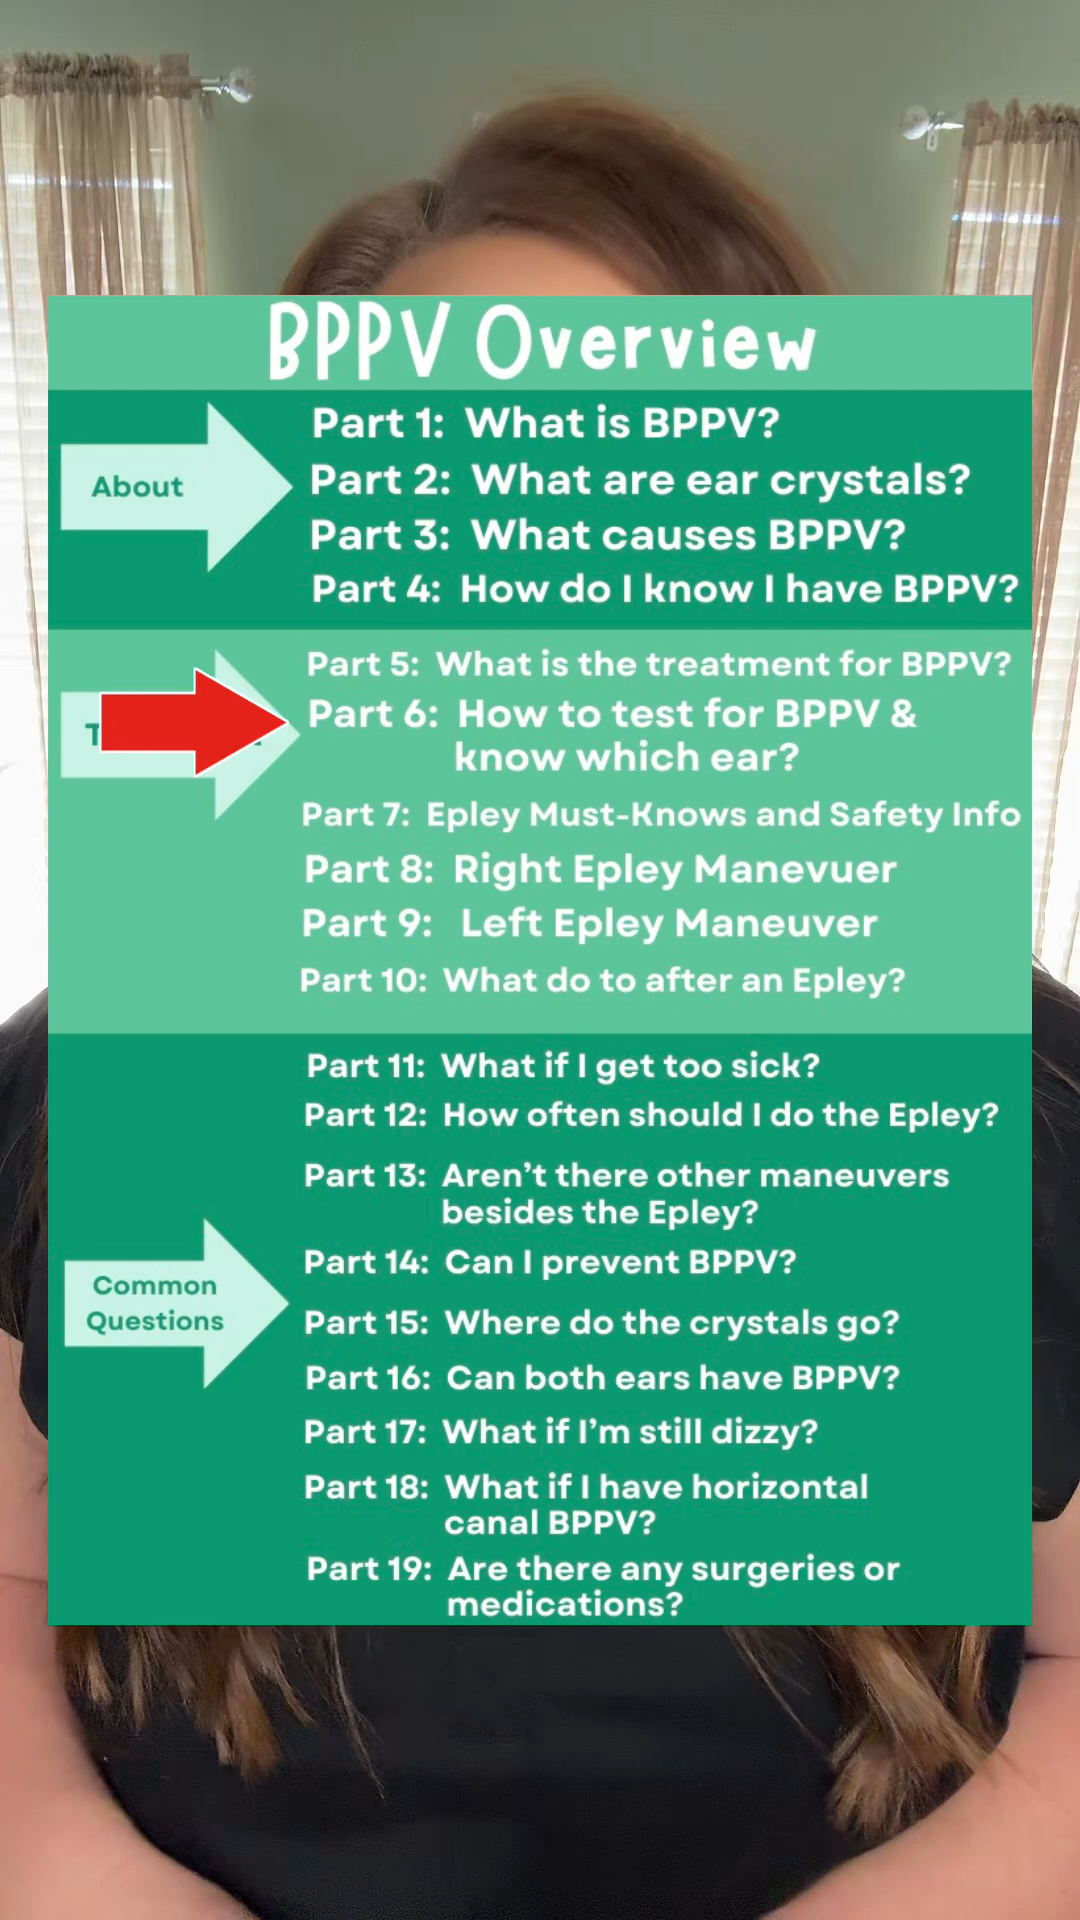 BPPV Overview
About
Part 1: What is BPPV?
Part 2: What are ear crystals?
Part 3: What causes BPPV?
Part 4: How do I know I have BPPV?
Part 5: What is the treatment for BPPV?
Part 6: How to test for BPPV &
know which ear?
Part 7: Epley Must-Knows and Safety Info
Part 8: Right Epley Manevuer
Part 9: Left Epley Maneuver
Part 10: What do to after an Epley?
Common
Questions
Part 11: What if I get too sick?
Part 12: How often should I do the Epley?
Part 13: Aren't there other maneuvers
besides the Epley?
Part 14: Can I prevent BPPV?
Part 15: Where do the crystals go?
Part 16: Can both ears have BPPV?
Part 17: What if I'm still dizzy?
Part 18: What if I have horizontal
canal BPPV?
Part 19: Are there any surgeries or
medications?